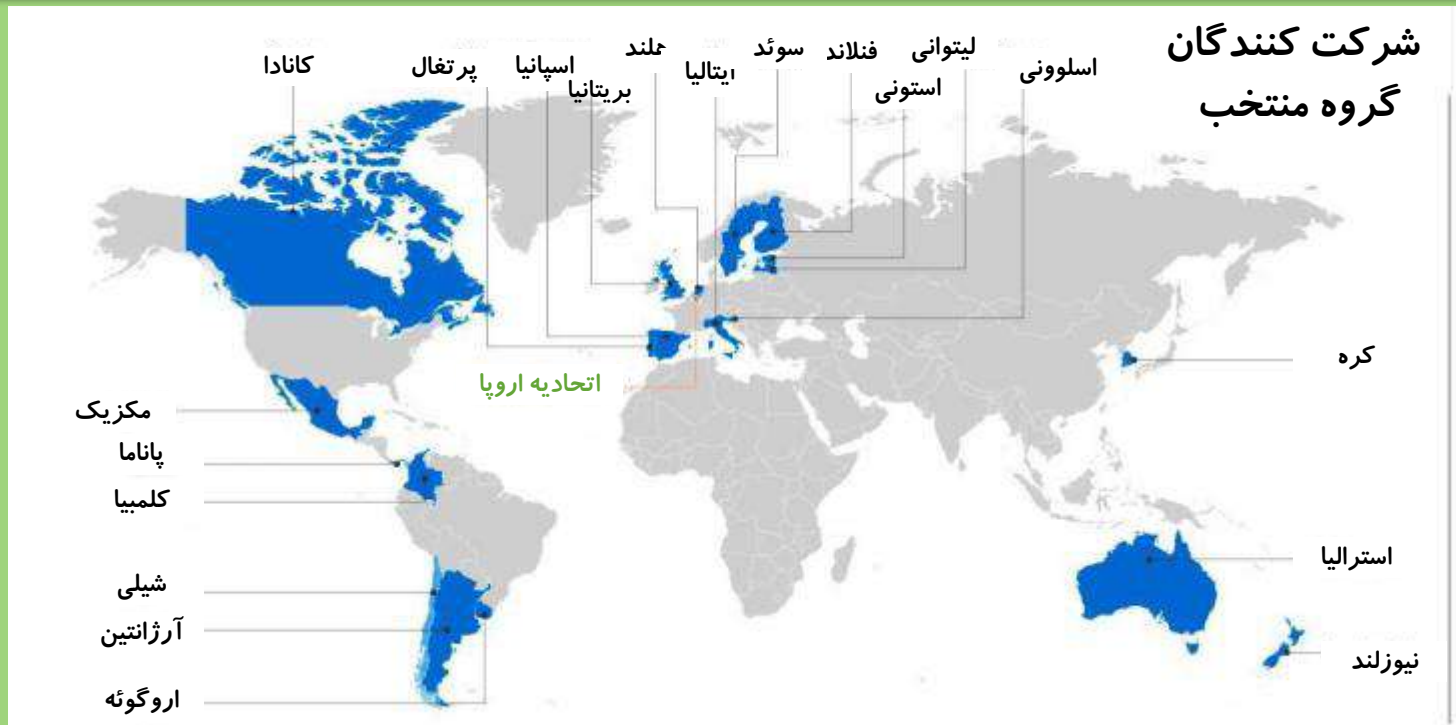 شرکت کنندگان
گروه منتخب
اسلوونی
لیتوانی
استونی
فنلاند
سوئد
ایتالیا
هلند
بریتانیا
اسپانیا
پرتغال
کانادا
اتحادیه اروپا
کره
استرالیا
نیوزلند
مکزیک
پاناما
کلمبیا
شیلی
آرژانتین
اروگوئه